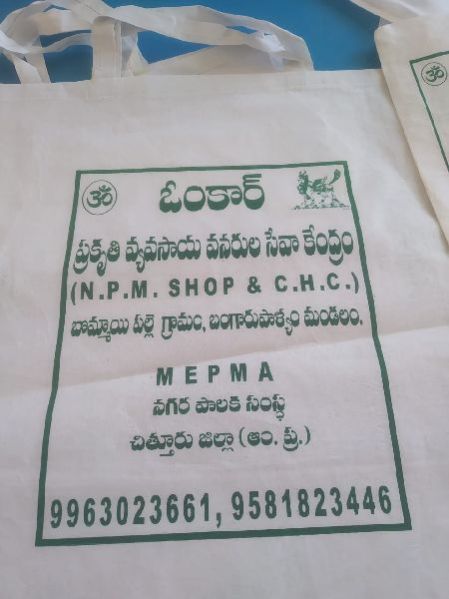 ॐ ఓంకార్
ప్రకృతి వ్యవసాయ వనరుల సేవా కేంద్రం
(N.P.M. SHOP & C.H.C.)
బొమ్మాయి పల్లె గ్రామం, బంగారుపాళ్యం మండలం.
MEPMA
నగర పాలక సంస్థ
చిత్తూరు జిల్లా (ఆం. ప్ర.)
9963023661, 9581823446
ॐ